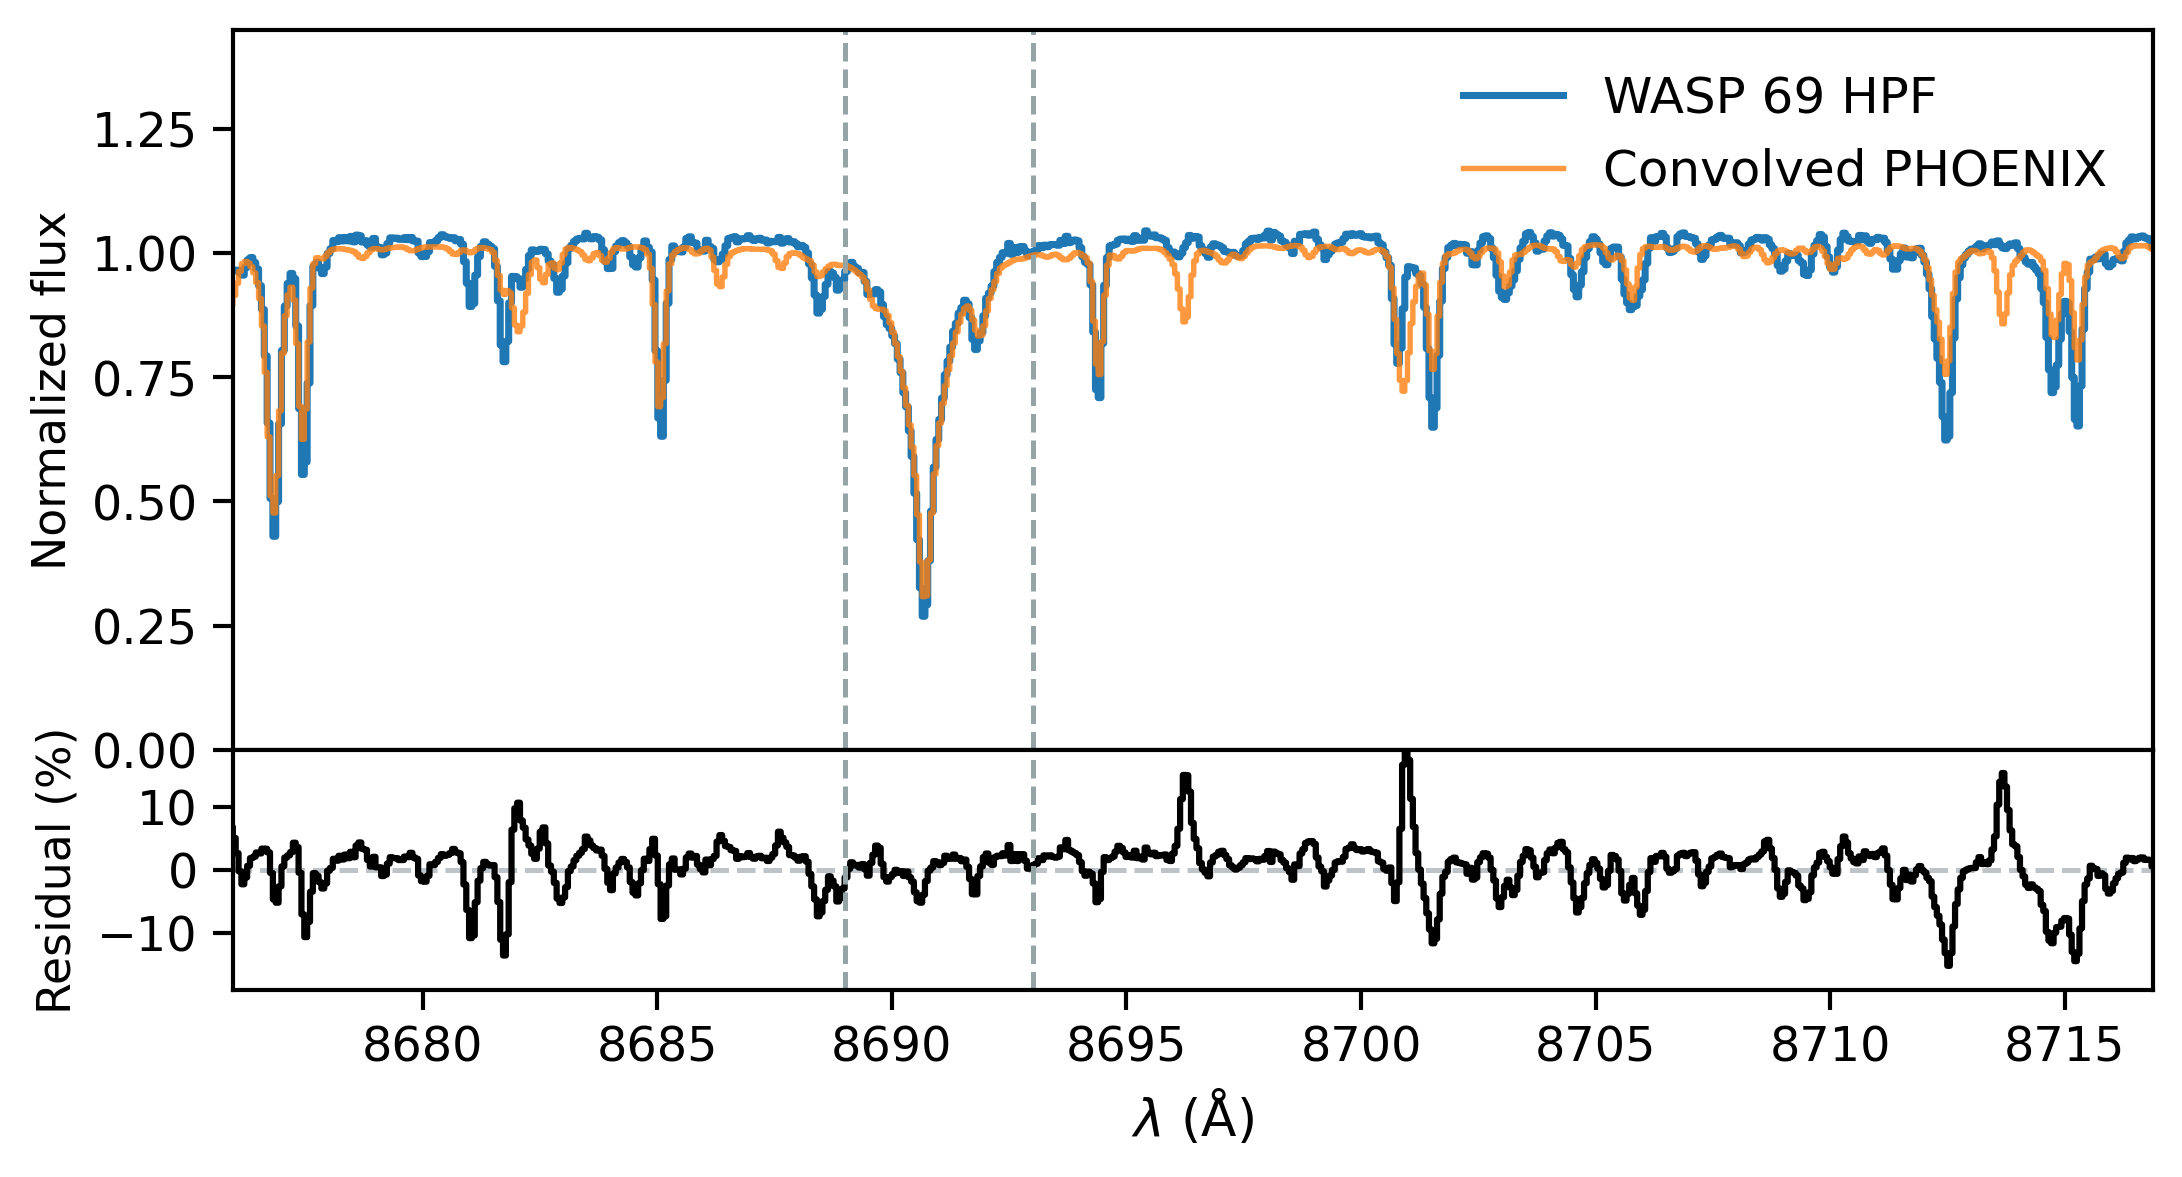 WASP 69 HPF
Convolved PHOENIX
Normalized flux
1.25
1.00
0.75
0.50
0.25
0.00
Residual (%)
10
0
−10
8680 8685 8690 8695 8700 8705 8710 8715
λ (Å)